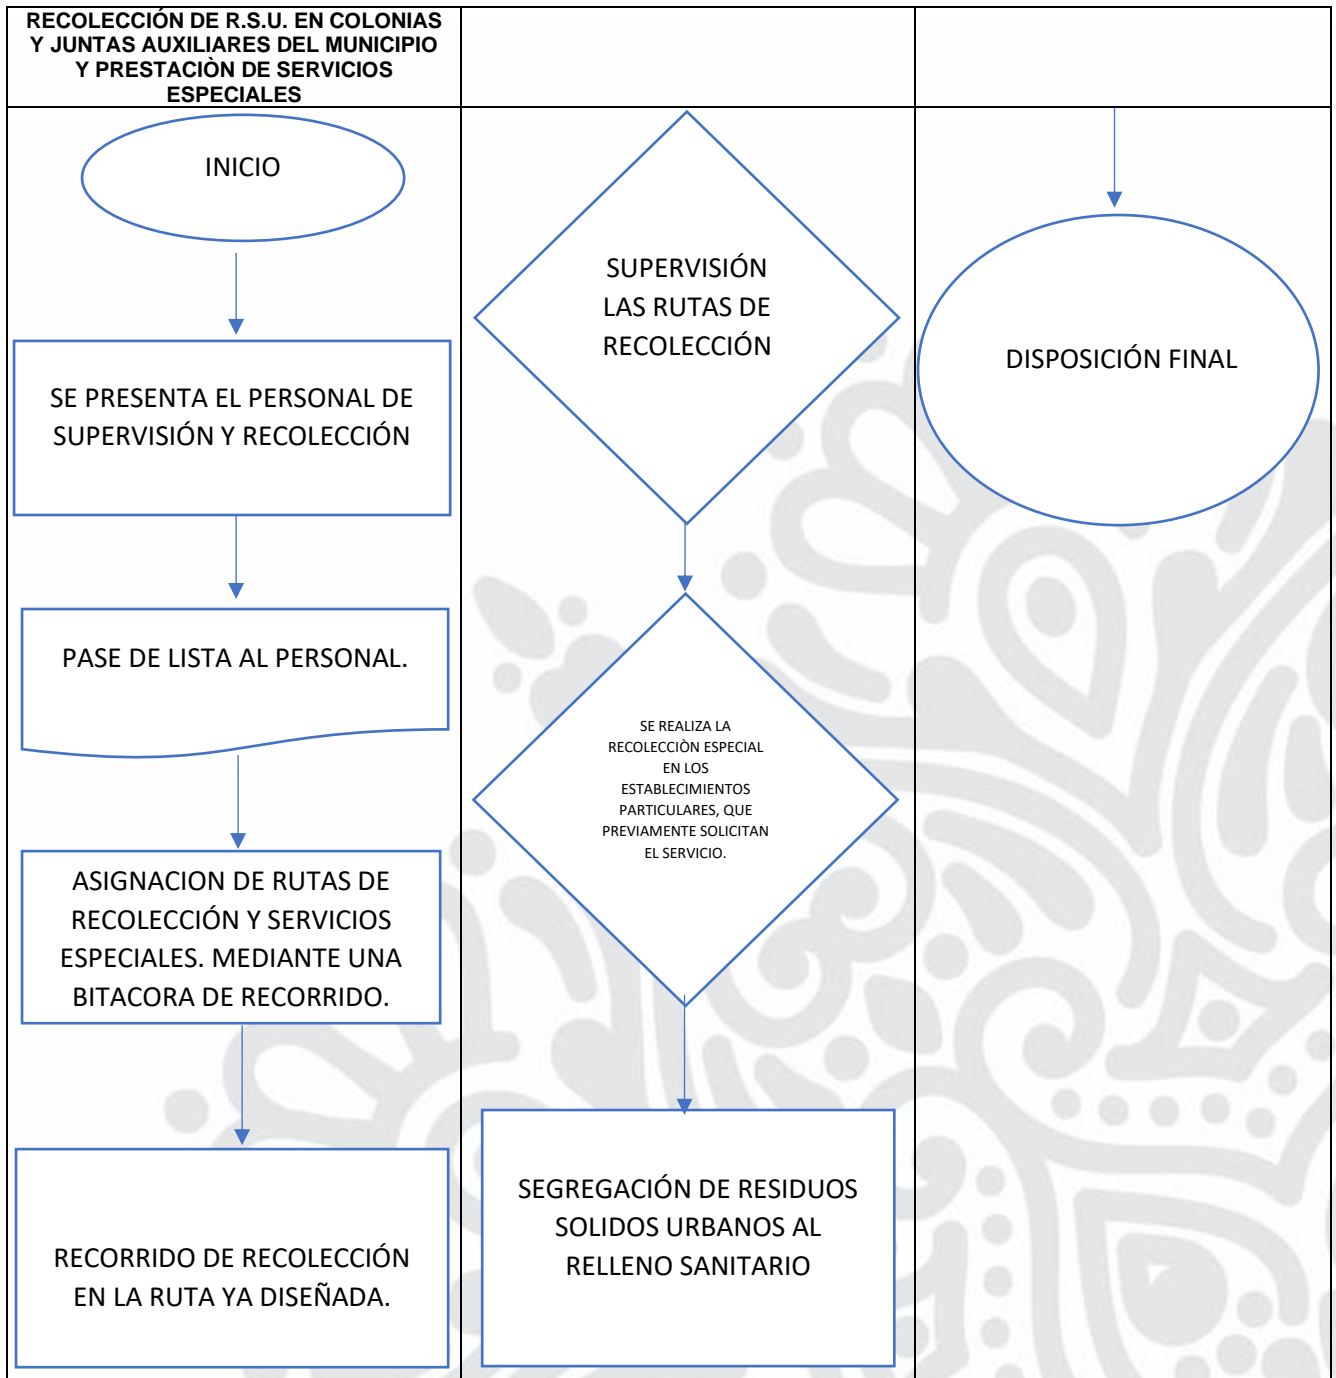 RECOLECCIÓN DE R.S.U. EN COLONIAS
Y JUNTAS AUXILIARES DEL MUNICIPIO
Y PRESTACIÒN DE SERVICIOS
ESPECIALES
INICIO
SE PRESENTA EL PERSONAL DE
SUPERVISIÓN Y RECOLECCIÓN
PASE DE LISTA AL PERSONAL.
ASIGNACION DE RUTAS DE
RECOLECCIÓN Y SERVICIOS
ESPECIALES. MEDIANTE UNA
BITACORA DE RECORRIDO.
RECORRIDO DE RECOLECCIÓN
EN LA RUTA YA DISEÑADA.
SUPERVISIÓN
LAS RUTAS DE
RECOLECCIÓN
SE REALIZA LA
RECOLECCIÒN ESPECIAL
EN LOS
ESTABLECIMIENTOS
PARTICULARES, QUE
PREVIAMENTE SOLICITAN
EL SERVICIO.
SEGREGACIÓN DE RESIDUOS
SOLIDOS URBANOS AL
RELLENO SANITARIO
DISPOSICIÓN FINAL